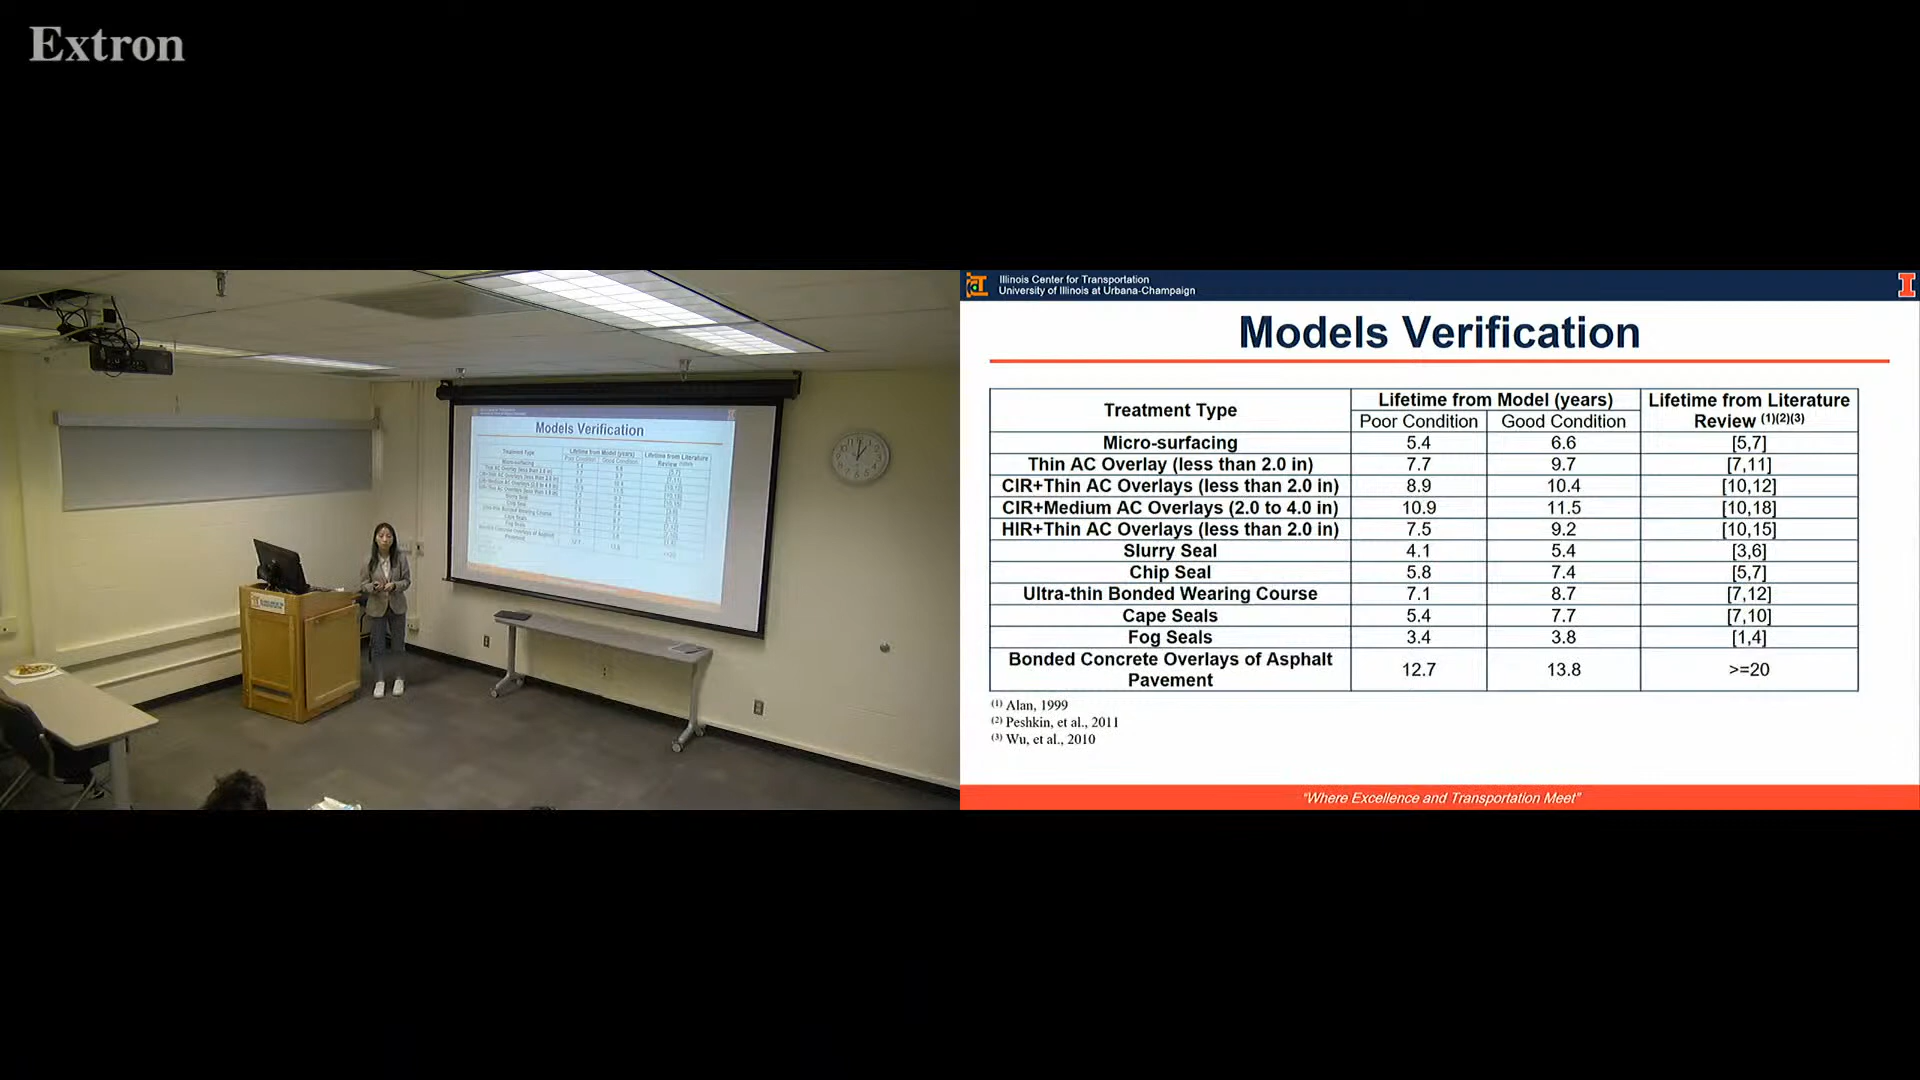 Extron
Models Verification
Illinois Center for Transportation
University of Illinois at Urbana-Champaign
Models Verification
Treatment Type Lifetime from Model (years) Lifetime from Literature Review (1)(2)(3)
Poor Condition Good Condition
Micro-surfacing 5.4 6.6 [5,7]
Thin AC Overlay (less than 2.0 in) 7.7 9.7 [7,11]
CIR+Thin AC Overlays (less than 2.0 in) 8.9 10.4 [10,12]
CIR+Medium AC Overlays (2.0 to 4.0 in) 10.9 11.5 [10,18]
HIR+Thin AC Overlays (less than 2.0 in) 7.5 9.2 [10,15]
Slurry Seal 4.1 5.4 [3,6]
Chip Seal 5.8 7.4 [5,7]
Ultra-thin Bonded Wearing Course 7.1 8.7 [7,12]
Cape Seals 5.4 7.7 [7,10]
Fog Seals 3.4 3.8 [1,4]
Bonded Concrete Overlays of Asphalt Pavement 12.7 13.8 >=20
(1) Alan, 1999
(2) Peshkin, et al., 2011
(3) Wu, et al., 2010
"Where Excellence and Transportation Meet"